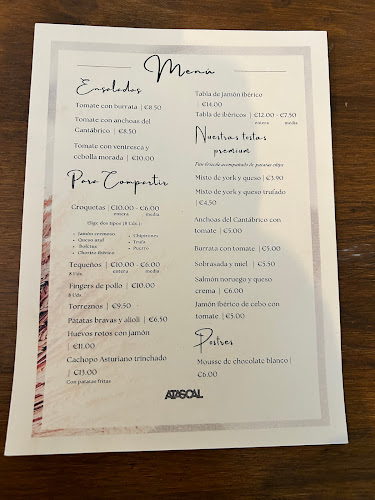 Menú
Ensaladas
Tomate con burrata | €8.50
Tomate con anchoas del
Cantábrico | €8.50
Tomate con ventresca y
cebolla morada | €10.00
Para Compartir
Croquetas | €10.00 - €6.00
entera media
Elige dos tipos (8 Uds.)
Jamón cremoso
Queso azul
Boletus
Chorizo ibérico
Chipirones
Trufa
Puerro
Tequeños | €10.00 - €6.00
8 Uds. entera media
Fingers de pollo | €10.00
8 Uds.
Torreznos | €9.50
Patatas bravas y alioli | €6.50
Huevos rotos con jamón
| €11.00
Cachopo Asturiano trinchado
| €13.00
Con patatas fritas
Tabla de jamón ibérico
| €14.00
Tabla de ibéricos | €12.00 - €7.50
entera media
Nuestras tostas
premium
Pan brioche acompañado de patatas chips
Mixto de york y queso | €3.90
Mixto de york y queso trufado
| €4.50
Anchoas del Cantábrico con
tomate | €5.00
Burrata con tomate | €5.00
Sobrasada y miel | €5.50
Salmón noruego y queso
crema | €6.00
Jamón ibérico de cebo con
tomate | €5.00
Postres
Mousse de chocolate blanco |
€6.00
ATASCAL